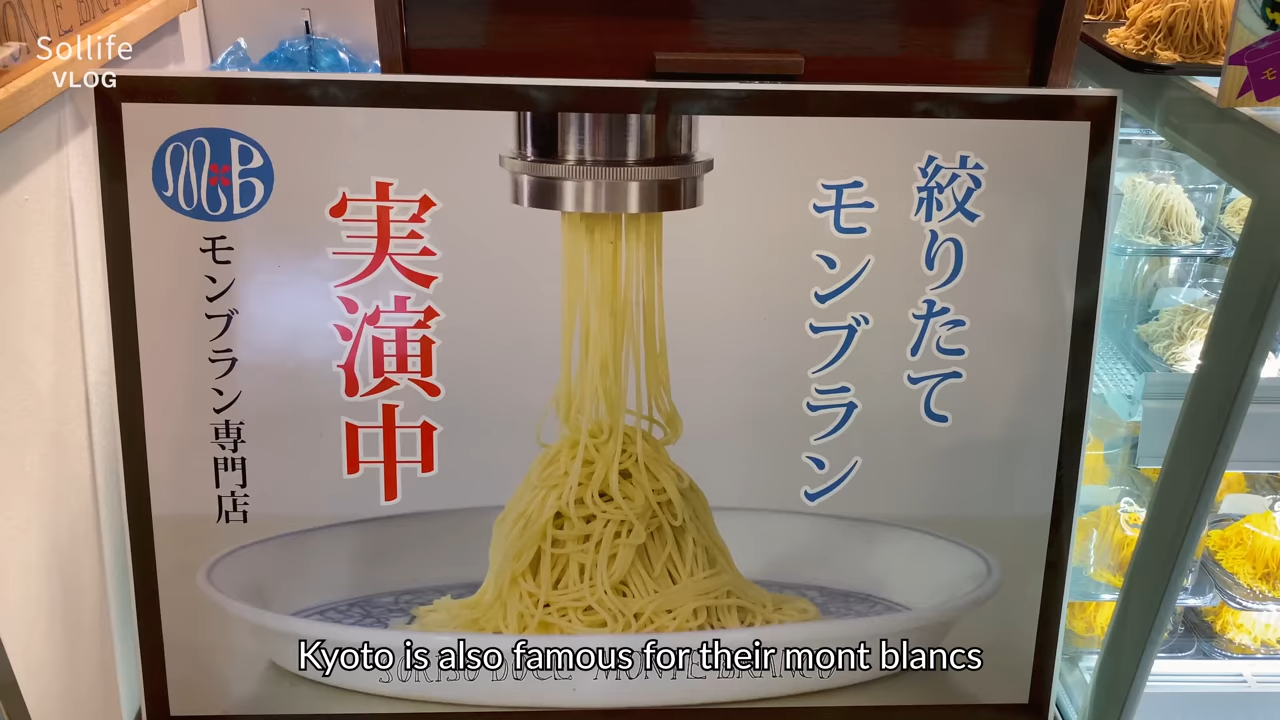 Sollife
VLOG
絞りたて
モンブラン
実演中
MB
モンブラン専門店
Kyoto is also famous for their mont blancs